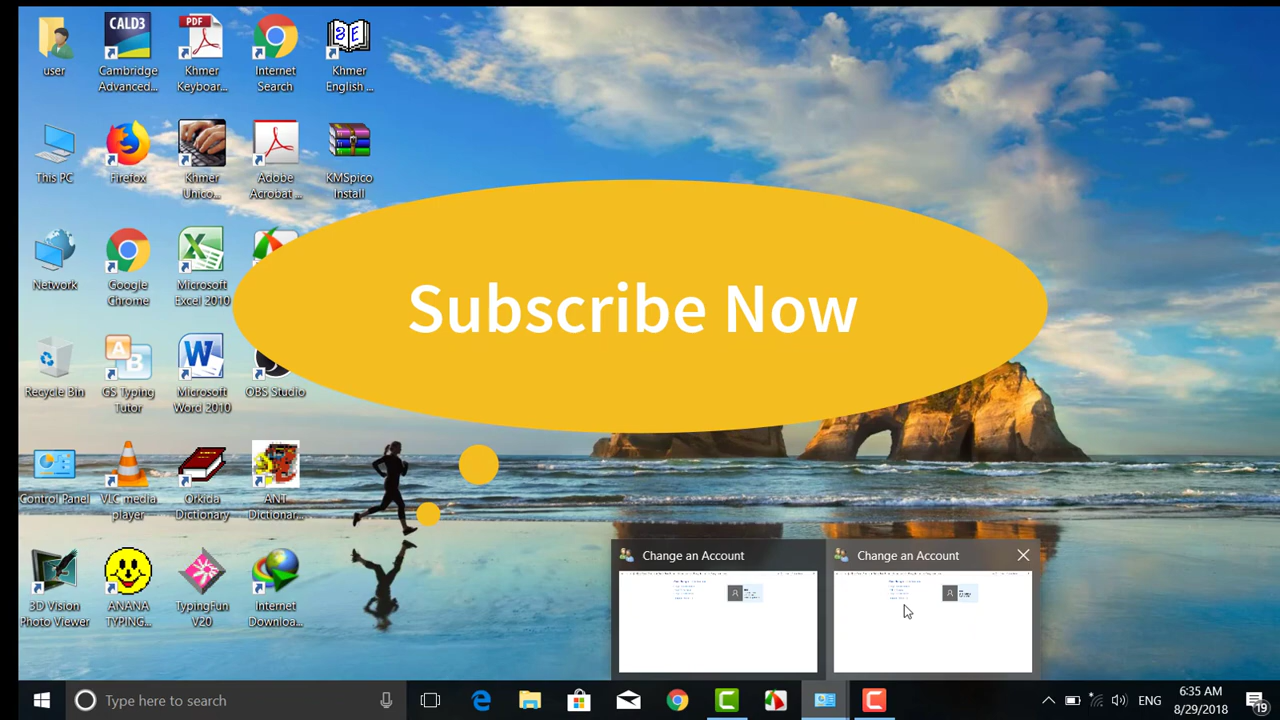 CALD3
PDF
user
Cambridge
Advanced...
Khmer
Keyboar...
Internet
Search
Khmer
English ...
This PC
Firefox
Khmer
Unico...
Adobe
Acrobat ...
KMSpico
Install
Subscribe Now
Network
Google
Chrome
Microsoft
Excel 2010
Recycle Bin
GS Typing
Tutor
Microsoft
Word 2010
OBS Studio
Control Panel
VLC media
player
Orkida
Dictionary
ANT
Dictionar...
3D Vision
Photo Viewer
ANANA
TYPING...
TypingFun
V20
Internet
Downloa...
Change an Account
Change an Account
Type here to search
ENG
6:35 AM
8/29/2018
19